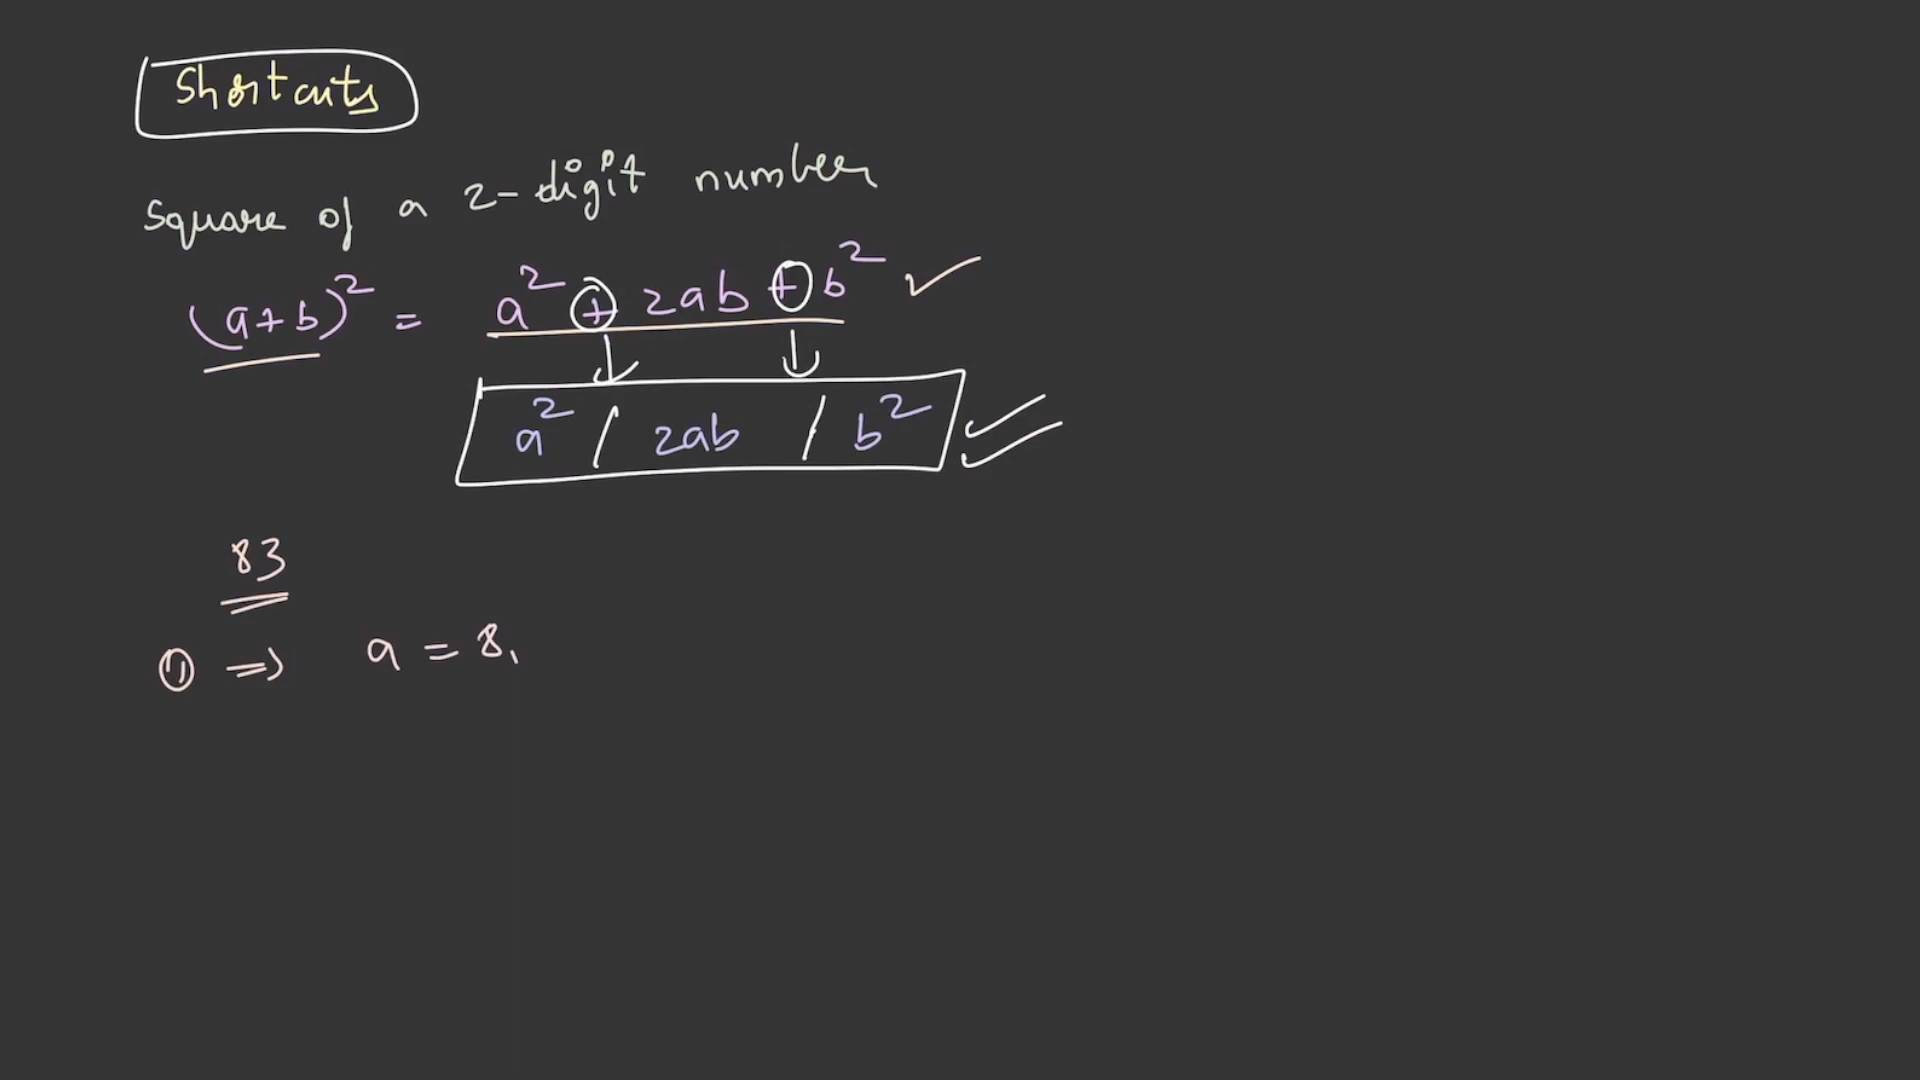 Shortcuts
Square of a 2-digit number
(a+b)² = a² + 2ab + b² ✓
a² / 2ab / b²
83
① ⇒ a = 8,